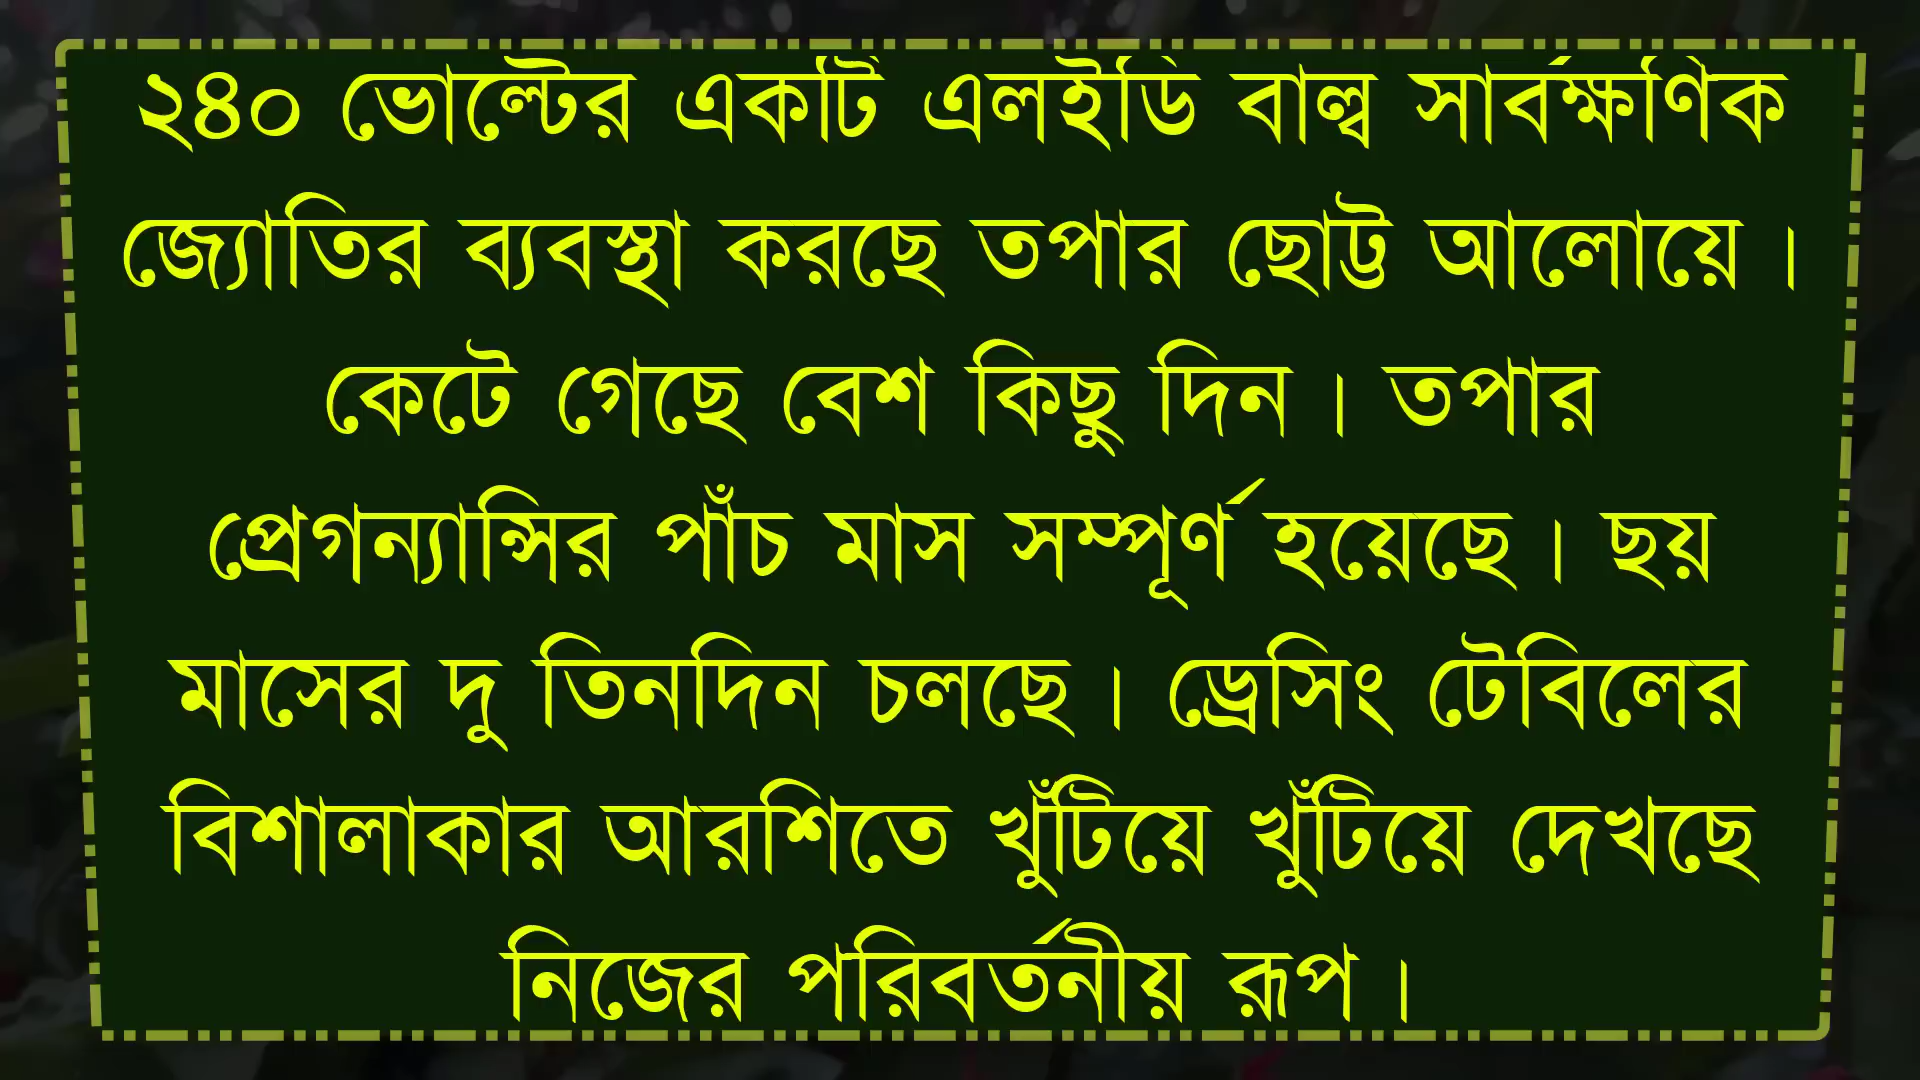 ২৪০ ভোল্টের একটি এলইডি বাল্ব সার্বক্ষণিক
জ্যোতির ব্যবস্থা করছে তপার ছোট্ট আলোয়ে।
কেটে গেছে বেশ কিছু দিন। তপার
প্রেগন্যান্সির পাঁচ মাস সম্পূর্ণ হয়েছে। ছয়
মাসের দু তিনদিন চলছে। ড্রেসিং টেবিলের
বিশালাকার আরশিতে খুঁটিয়ে খুঁটিয়ে দেখছে
নিজের পরিবর্তনীয় রূপ।